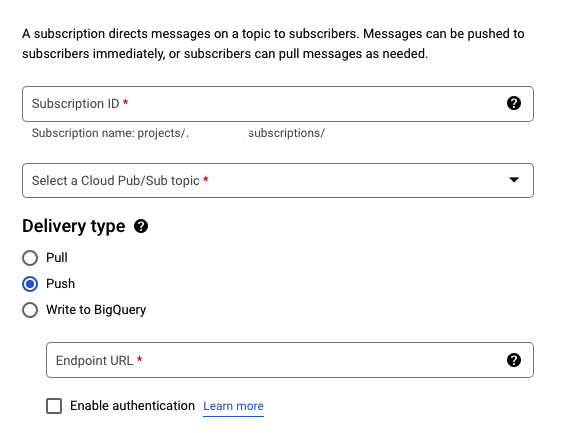 A subscription directs messages on a topic to subscribers. Messages can be pushed to
subscribers immediately, or subscribers can pull messages as needed.
Subscription ID *
Subscription name: projects/. subscriptions/
Select a Cloud Pub/Sub topic *
Delivery type
Pull
Push
Write to BigQuery
Endpoint URL *
Enable authentication Learn more